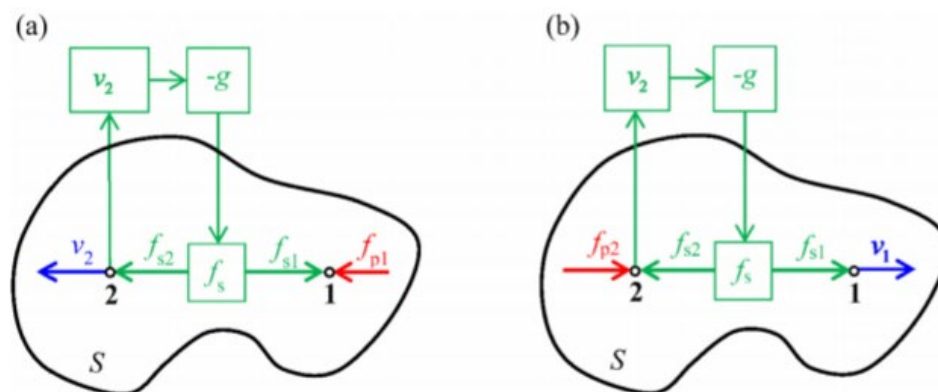 (a) (b)
v₂ -g v₂ -g
v₂ fₛ₂ fₛ fₛ₁ fₚ₁ fₚ₂ fₛ₂ fₛ fₛ₁ v₁
2 1 2 1
S S